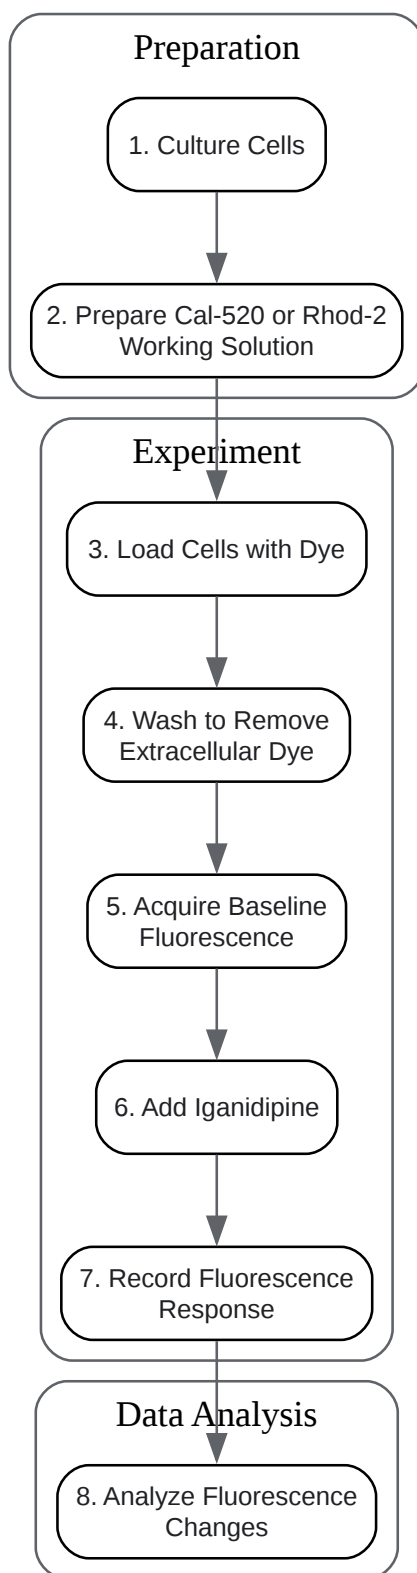 Preparation
1. Culture Cells
2. Prepare Cal-520 or Rhod-2
Working Solution
Experiment
3. Load Cells with Dye
4. Wash to Remove
Extracellular Dye
5. Acquire Baseline
Fluorescence
6. Add Iganidipine
7. Record Fluorescence
Response
Data Analysis
8. Analyze Fluorescence
Changes